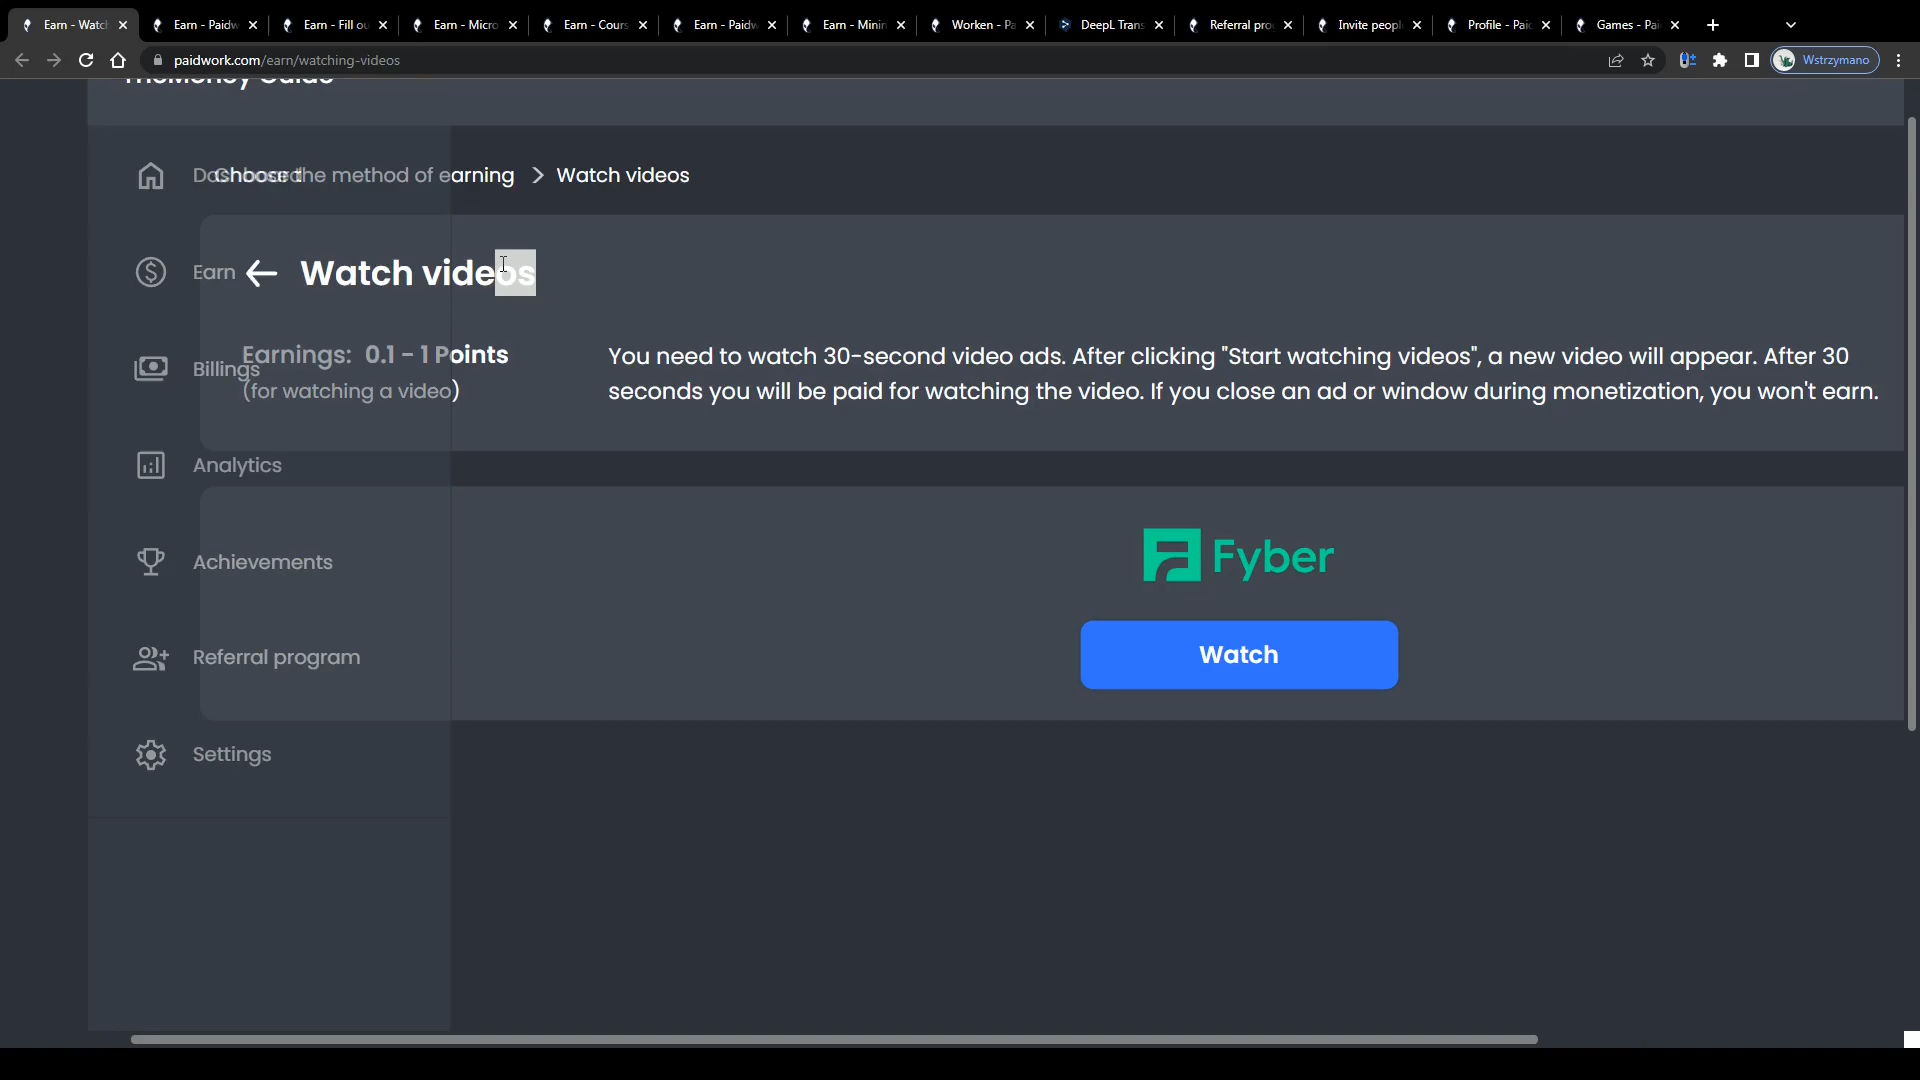 Earn - Watch
Earn - Paidw
Earn - Fill ou
Earn - Micro
Earn - Cours
Earn - Paidw
Earn - Minin
Worken - Pa
DeepL Trans
Referral pro
Invite peopl
Profile - Paid
Games - Pai
paidwork.com/earn/watching-videos
Wstrzymano
TheMoney Guide
Dashboard
Choose the method of earning > Watch videos
Earn
Watch videos
Earnings: 0.1 - 1 Points
(for watching a video)
You need to watch 30-second video ads. After clicking "Start watching videos", a new video will appear. After 30
seconds you will be paid for watching the video. If you close an ad or window during monetization, you won't earn.
Billings
Analytics
Achievements
Referral program
Settings
Fyber
Watch